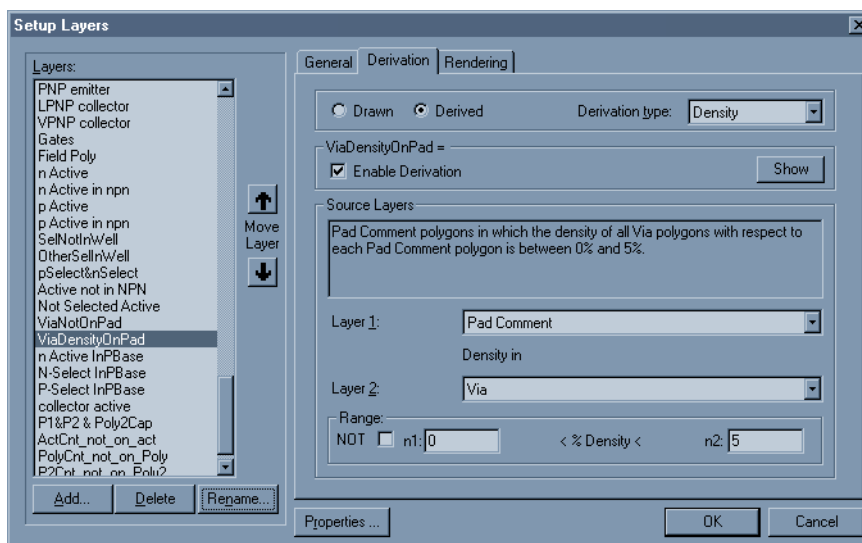 Setup Layers
Layers:
PNP emitter
LPNP collector
VPNP collector
Gates
Field Poly
n Active
n Active in npn
p Active
p Active in npn
SelNotInWell
OtherSelInWell
pSelect&nSelect
Active not in NPN
Not Selected Active
ViaNotOnPad
ViaDensityOnPad
n Active InPBase
N-Select InPBase
P-Select InPBase
collector active
P1&P2 & Poly2Cap
ActCnt_not_on_act
PolyCnt_not_on_Poly
P2Cnt_not_on_Poly2
Move
Layer
Add...
Delete
Rename...
General
Derivation
Rendering
Drawn
Derived
Derivation type:
Density
ViaDensityOnPad =
Enable Derivation
Show
Source Layers
Pad Comment polygons in which the density of all Via polygons with respect to
each Pad Comment polygon is between 0% and 5%.
Layer 1:
Pad Comment
Density in
Layer 2:
Via
Range:
NOT
n1: 0
< % Density <
n2: 5
Properties ...
OK
Cancel